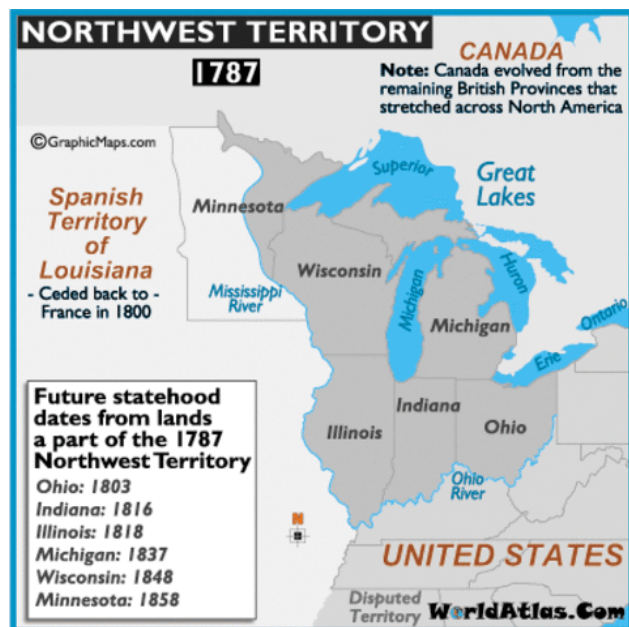 NORTHWEST TERRITORY
1787
CANADA
Note: Canada evolved from the
remaining British Provinces that
stretched across North America
©GraphicMaps.com
Superior
Great
Lakes
Spanish
Territory
of
Louisiana
- Ceded back to -
France in 1800
Minnesota
Wisconsin
Mississippi
River
Michigan
Huron
Michigan
Ontario
Erie
Future statehood
dates from lands
a part of the 1787
Northwest Territory
Ohio: 1803
Indiana: 1816
Illinois: 1818
Michigan: 1837
Wisconsin: 1848
Minnesota: 1858
Illinois
Indiana
Ohio
Ohio
River
N
UNITED STATES
Disputed
Territory
WorldAtlas.Com